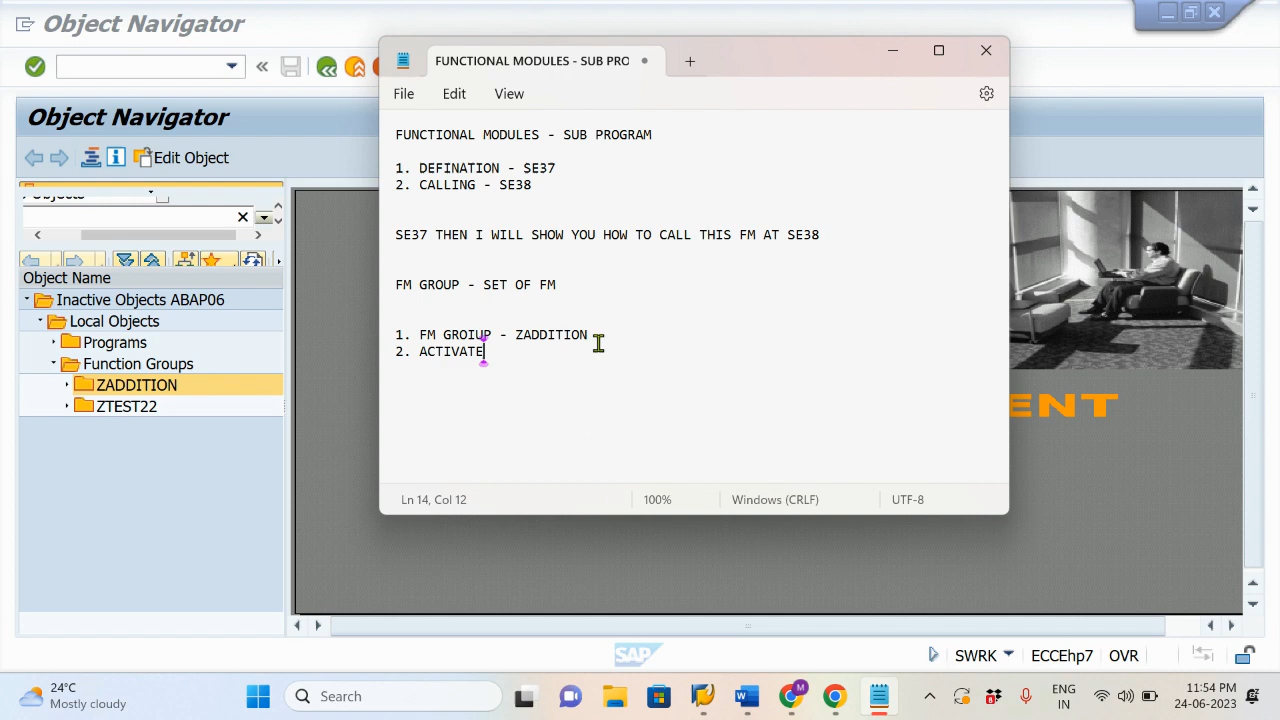 Object Navigator
Object Navigator
Edit Object
Object Name
Inactive Objects ABAP06
Local Objects
Programs
Function Groups
ZADDITION
ZTEST22
FUNCTIONAL MODULES - SUB PRO
File Edit View
FUNCTIONAL MODULES - SUB PROGRAM
1. DEFINATION - SE37
2. CALLING - SE38
SE37 THEN I WILL SHOW YOU HOW TO CALL THIS FM AT SE38
FM GROUP - SET OF FM
1. FM GROIUP - ZADDITION
2. ACTIVATE
Ln 14, Col 12 100% Windows (CRLF) UTF-8
ENT
SAP
SWRK ECCEhp7 OVR
24°C
Mostly cloudy
Search
M
ENG
IN
11:54 PM
24-06-2023